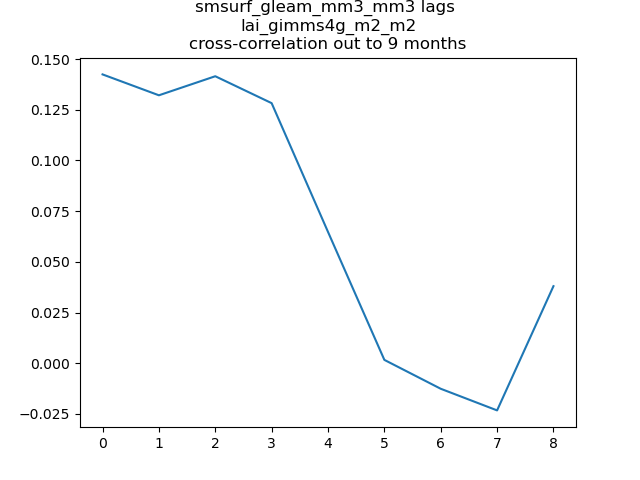 smsurf_gleam_mm3_mm3 lags
lai_gimms4g_m2_m2
cross-correlation out to 9 months
0.150
0.125
0.100
0.075
0.050
0.025
0.000
−0.025
0 1 2 3 4 5 6 7 8